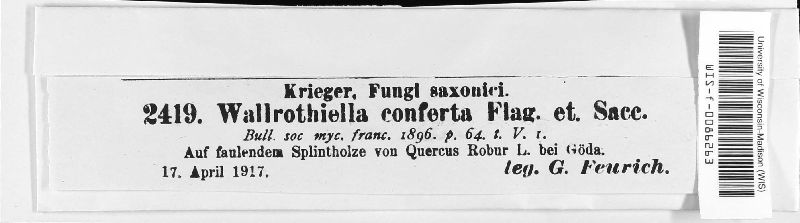 Krieger, Fungi saxonici.
2419. Wallrothiella conferta Flag. et. Sacc.
Bull. soc myc. franc. 1896. p. 64. t. V. 1.
Auf faulendem Splintholze von Quercus Robur L. bei Göda.
17. April 1917.
leg. G. Feurich.
University of Wisconsin-Madison (WIS)
WIS-f-0086263